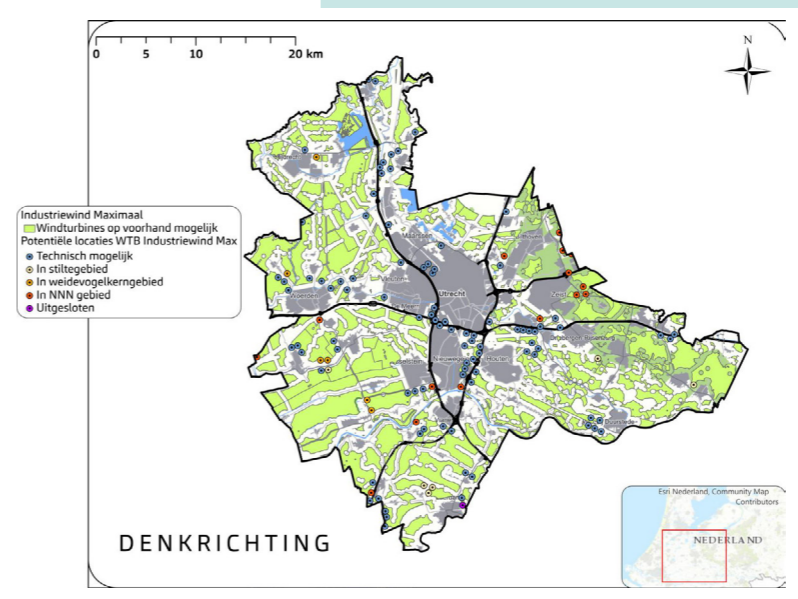 0 5 10 20 km
N
Industriewind Maximaal
Windturbines op voorhand mogelijk
Potentiële locaties WTB Industriewind Max
Technisch mogelijk
In stiltegebied
In weidevogelkerngebied
In NNN gebied
Uitgesloten
Maarssen
Utrecht
Woerden
Zeist
Nieuwegein
Houten
DENKRICHTING
Esri Nederland, Community Map
Contributors
NEDERLAND